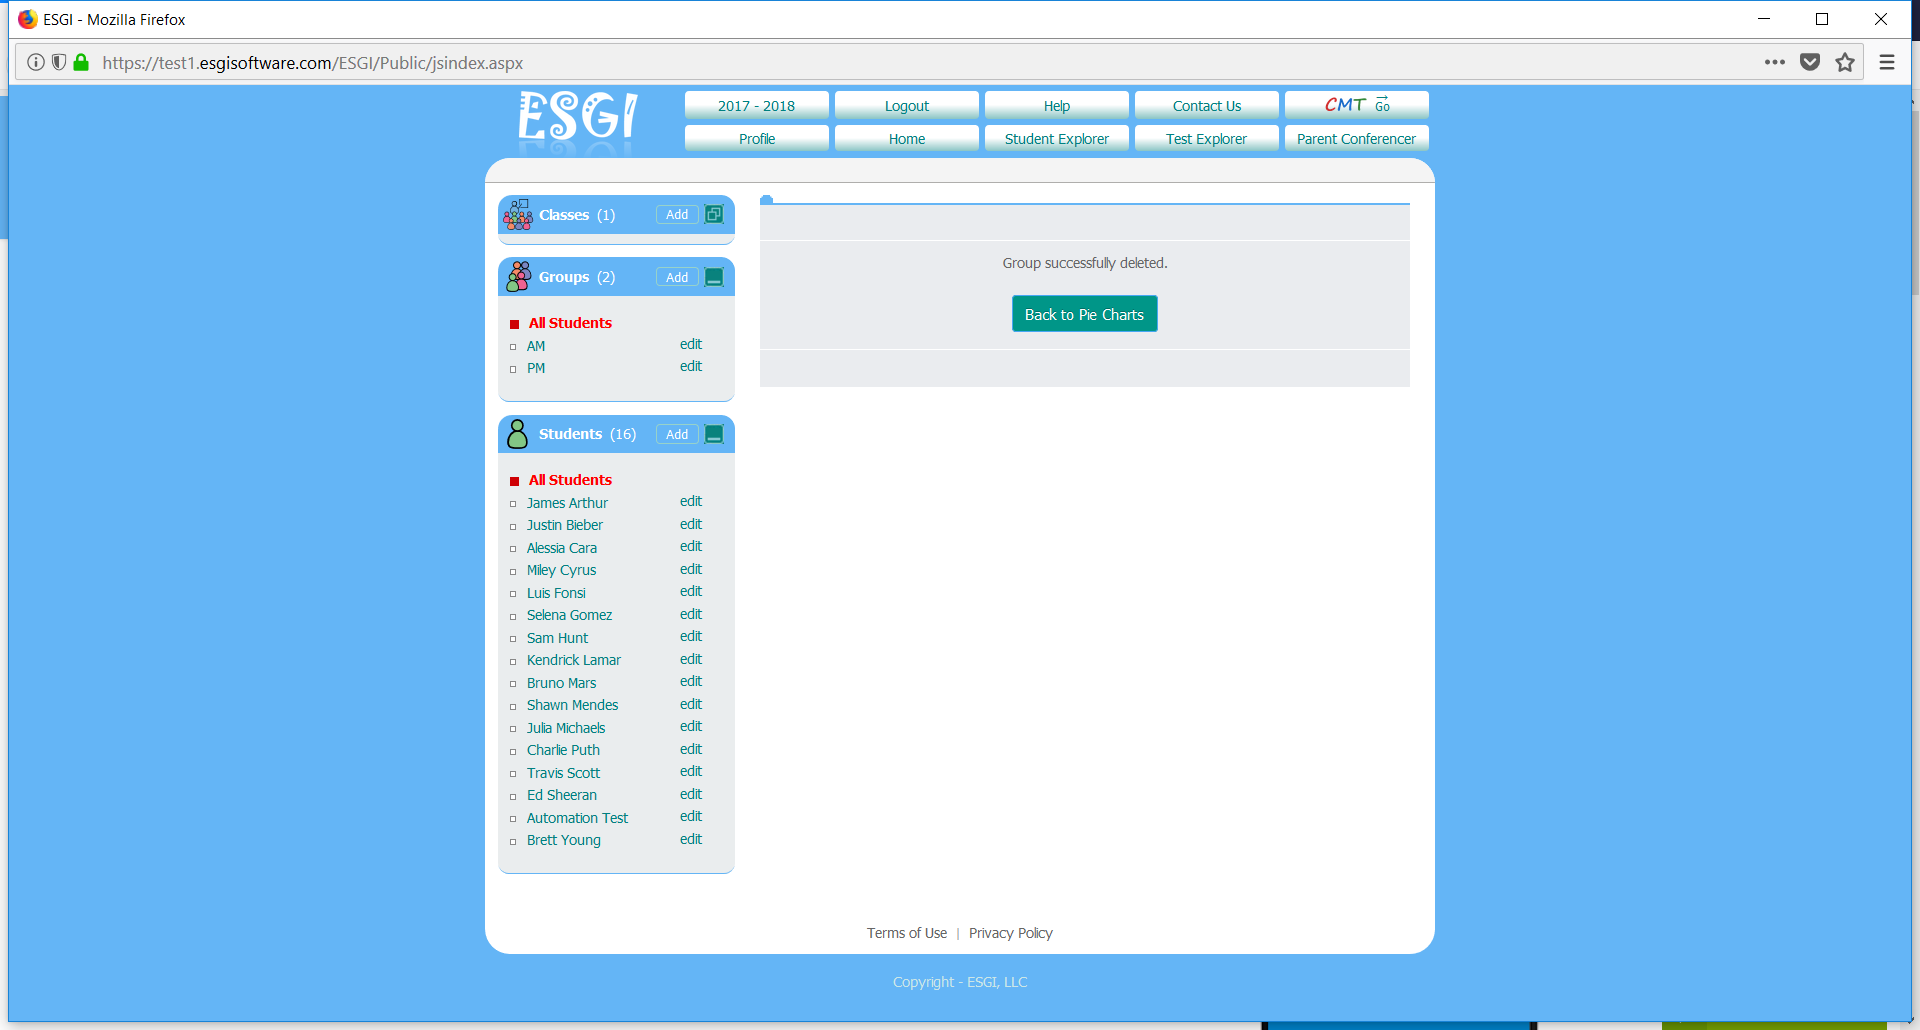 ESGI - Mozilla Firefox
https://test1.esgisoftware.com/ESGI/Public/jsindex.aspx
ESGI
2017 - 2018 Logout Help Contact Us CMT Go
Profile Home Student Explorer Test Explorer Parent Conferencer
Classes (1) Add
Groups (2) Add
All Students
AM edit
PM edit
Group successfully deleted.
Back to Pie Charts
Students (16) Add
All Students
James Arthur edit
Justin Bieber edit
Alessia Cara edit
Miley Cyrus edit
Luis Fonsi edit
Selena Gomez edit
Sam Hunt edit
Kendrick Lamar edit
Bruno Mars edit
Shawn Mendes edit
Julia Michaels edit
Charlie Puth edit
Travis Scott edit
Ed Sheeran edit
Automation Test edit
Brett Young edit
Terms of Use | Privacy Policy
Copyright - ESGI, LLC